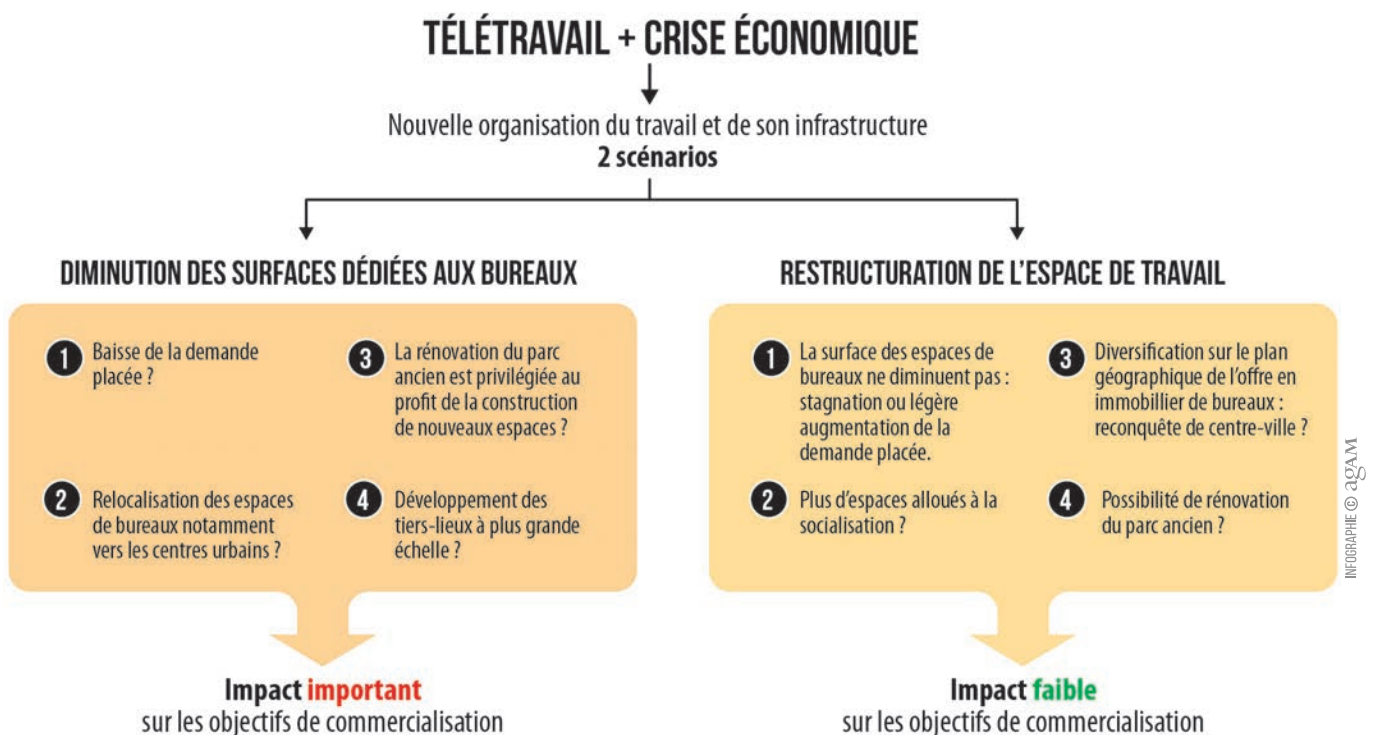 TÉLÉTRAVAIL + CRISE ÉCONOMIQUE
Nouvelle organisation du travail et de son infrastructure
2 scénarios
DIMINUTION DES SURFACES DÉDIÉES AUX BUREAUX
1 Baisse de la demande
placée ?
2 Relocalisation des espaces
de bureaux notamment
vers les centres urbains ?
3 La rénovation du parc
ancien est privilégiée au
profit de la construction
de nouveaux espaces ?
4 Développement des
tiers-lieux à plus grande
échelle ?
Impact important
sur les objectifs de commercialisation
RESTRUCTURATION DE L'ESPACE DE TRAVAIL
1 La surface des espaces de
bureaux ne diminuent pas :
stagnation ou légère
augmentation de la
demande placée.
2 Plus d'espaces alloués à la
socialisation ?
3 Diversification sur le plan
géographique de l'offre en
immobillier de bureaux :
reconquête de centre-ville ?
4 Possibilité de rénovation
du parc ancien ?
Impact faible
sur les objectifs de commercialisation
INFOGRAPHIE © agAM